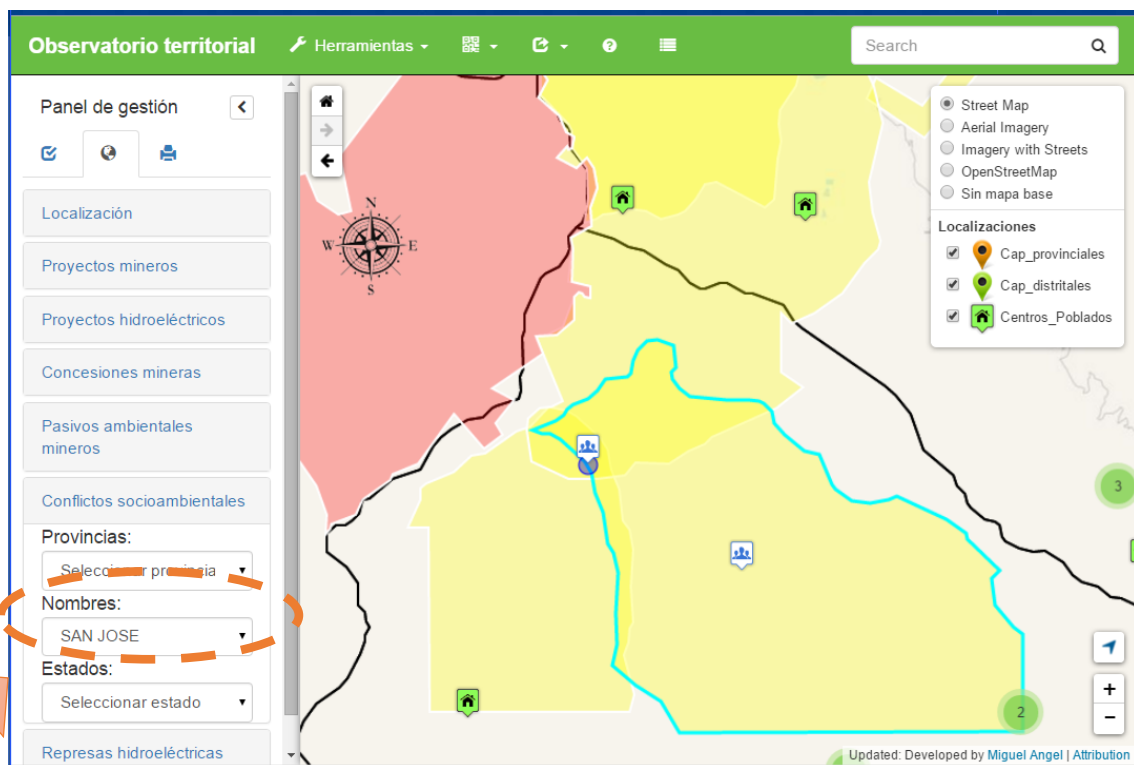 Observatorio territorial
Herramientas
Search
Panel de gestión
Localización
Proyectos mineros
Proyectos hidroeléctricos
Concesiones mineras
Pasivos ambientales
mineros
Conflictos socioambientales
Provincias:
Seleccionar provincia
Nombres:
SAN JOSE
Estados:
Seleccionar estado
Represas hidroeléctricas
N
W
E
S
Street Map
Aerial Imagery
Imagery with Streets
OpenStreetMap
Sin mapa base
Localizaciones
Cap_provinciales
Cap_distritales
Centros_Poblados
3
2
+
−
Updated: Developed by Miguel Angel | Attribution